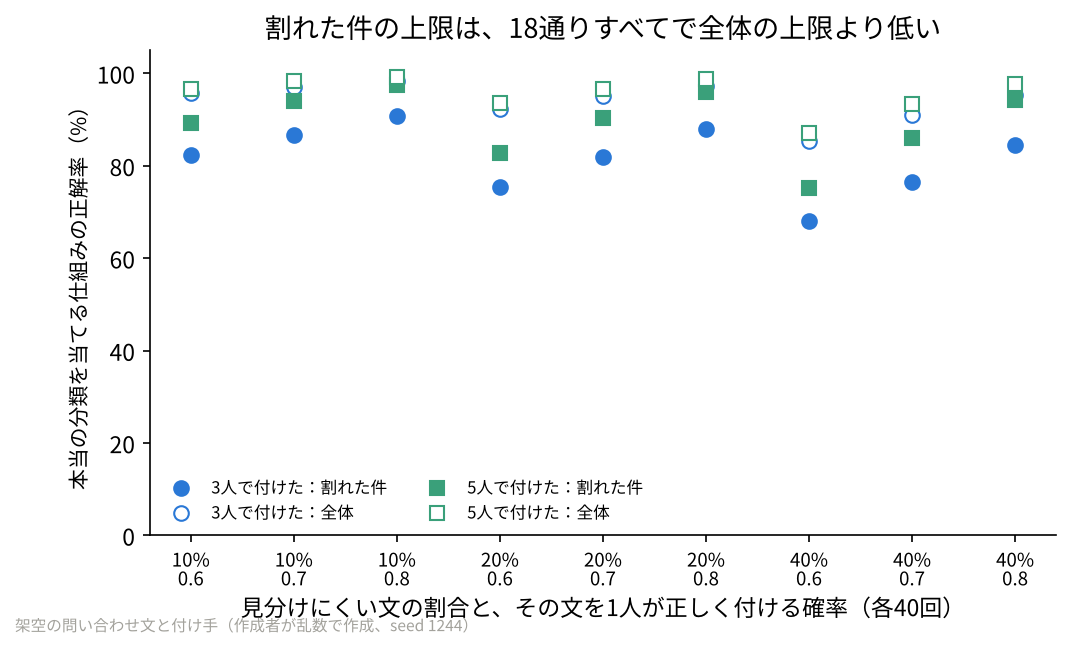 割れた件の上限は、18通りすべてで全体の上限より低い
本当の分類を当てる仕組みの正解率（%）
100
80
60
40
20
0
3人で付けた：割れた件
3人で付けた：全体
5人で付けた：割れた件
5人で付けた：全体
10% 10% 10% 20% 20% 20% 40% 40% 40%
0.6 0.7 0.8 0.6 0.7 0.8 0.6 0.7 0.8
見分けにくい文の割合と、その文を1人が正しく付ける確率（各40回）
架空の問い合わせ文と付け手（作成者が乱数で作成、seed 1244）